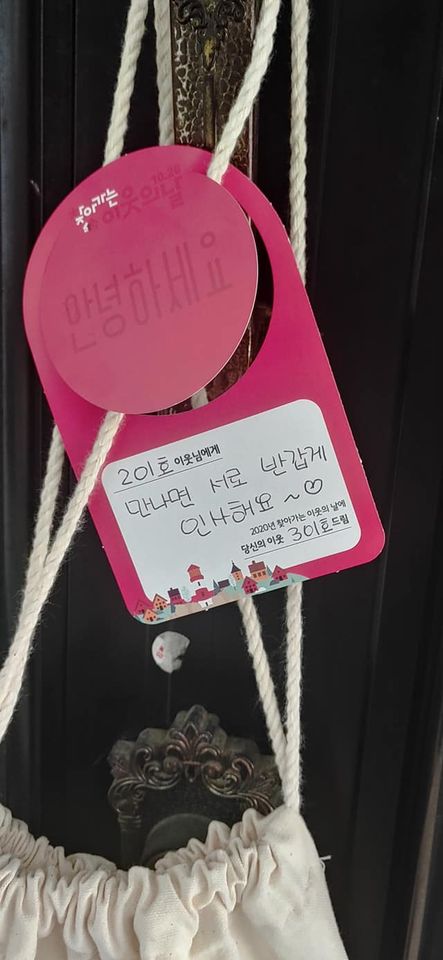 10.26
찾아가는
이웃의 날
안녕하세요
201호 이웃님에게
만나면 서로 반갑게
인사해요 ~ ♡
2020년 찾아가는 이웃의 날에
당신의 이웃 301호 드림